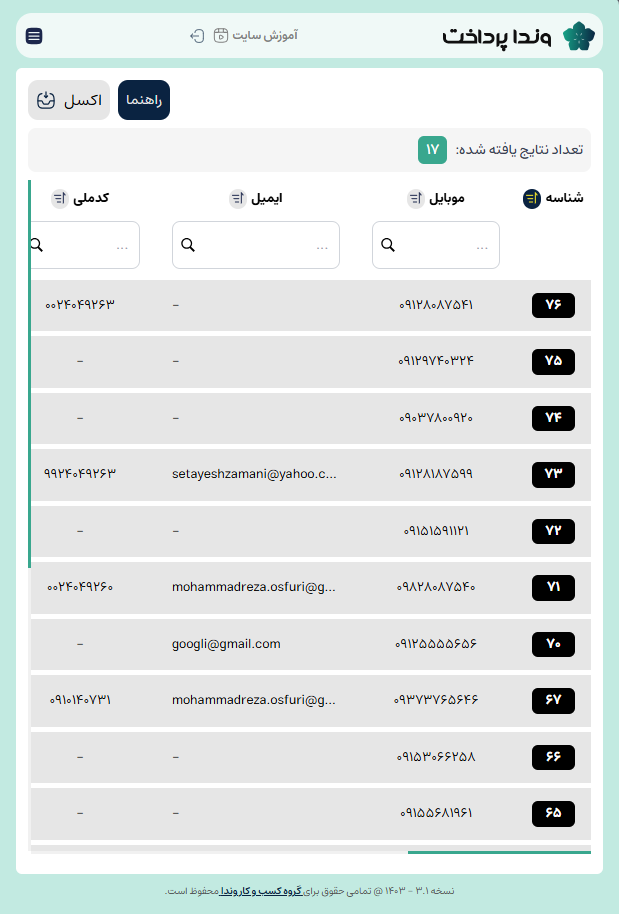 وندا پرداخت
آموزش سایت
راهنما
اکسل
تعداد نتایج یافته شده: ۱۷
شناسه موبایل ایمیل کدملی
... ... ...
۷۶ ۰۹۱۲۸۰۸۷۵۴۱ - ۰۰۲۴۰۴۹۲۶۳
۷۵ ۰۹۱۲۹۷۴۰۳۲۴ - -
۷۴ ۰۹۰۳۷۸۰۰۹۲۰ - -
۷۳ ۰۹۱۲۸۱۸۷۵۹۹ setayeshzamani@yahoo.c... ۹۹۲۴۰۴۹۲۶۳
۷۲ ۰۹۱۵۱۵۹۱۱۲۱ - -
۷۱ ۰۹۸۲۸۰۸۷۵۴۰ mohammadreza.osfuri@g... ۰۰۲۴۰۴۹۲۶۰
۷۰ ۰۹۱۲۵۵۵۵۶۵۶ googli@gmail.com -
۶۷ ۰۹۳۷۳۷۶۵۶۴۶ mohammadreza.osfuri@g... ۰۹۱۰۱۴۰۷۳۱
۶۶ ۰۹۱۵۳۰۶۶۲۵۸ - -
۶۵ ۰۹۱۵۵۶۸۱۹۶۱ - -
نسخه ۳.۱ - ۱۴۰۳ @ تمامی حقوق برای گروه کسب و کار وندا محفوظ است.